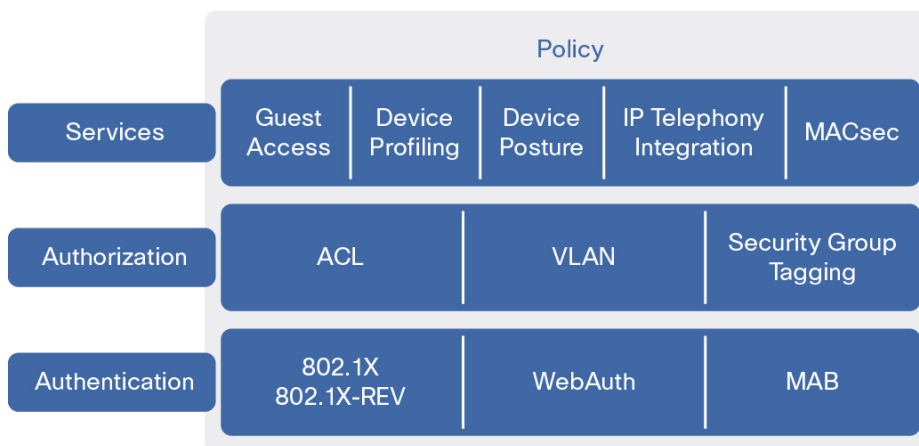 Policy
Services
Guest
Access
Device
Profiling
Device
Posture
IP Telephony
Integration
MACsec
Authorization
ACL
VLAN
Security Group
Tagging
Authentication
802.1X
802.1X-REV
WebAuth
MAB